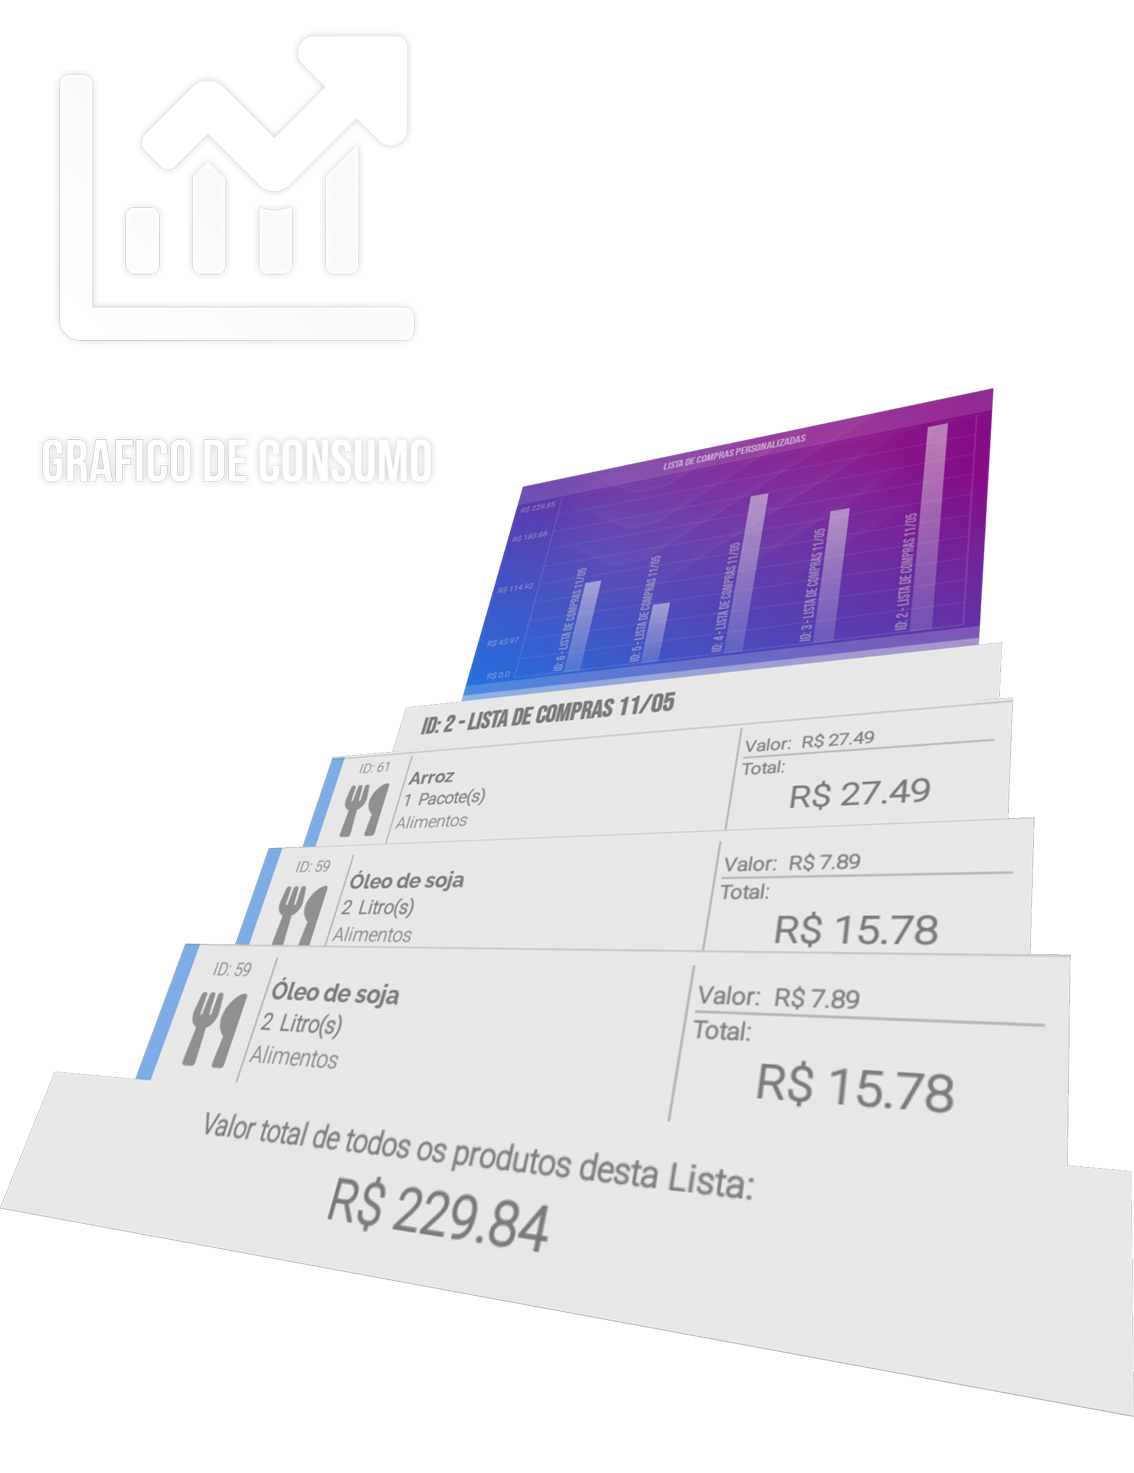 GRAFICO DE CONSUMO
LISTA DE COMPRAS PERSONALIZADAS
R$ 229.85
R$ 183.88
R$ 114.92
R$ 45.97
R$ 0.0
ID: 6 - LISTA DE COMPRAS 11/05
ID: 5 - LISTA DE COMPRAS 11/05
ID: 4 - LISTA DE COMPRAS 11/05
ID: 3 - LISTA DE COMPRAS 11/05
ID: 2 - LISTA DE COMPRAS 11/05
ID: 2 - LISTA DE COMPRAS 11/05
ID: 61
Arroz
1 Pacote(s)
Alimentos
Valor: R$ 27.49
Total:
R$ 27.49
ID: 59
Óleo de soja
2 Litro(s)
Alimentos
Valor: R$ 7.89
Total:
R$ 15.78
ID: 59
Óleo de soja
2 Litro(s)
Alimentos
Valor: R$ 7.89
Total:
R$ 15.78
Valor total de todos os produtos desta Lista:
R$ 229.84